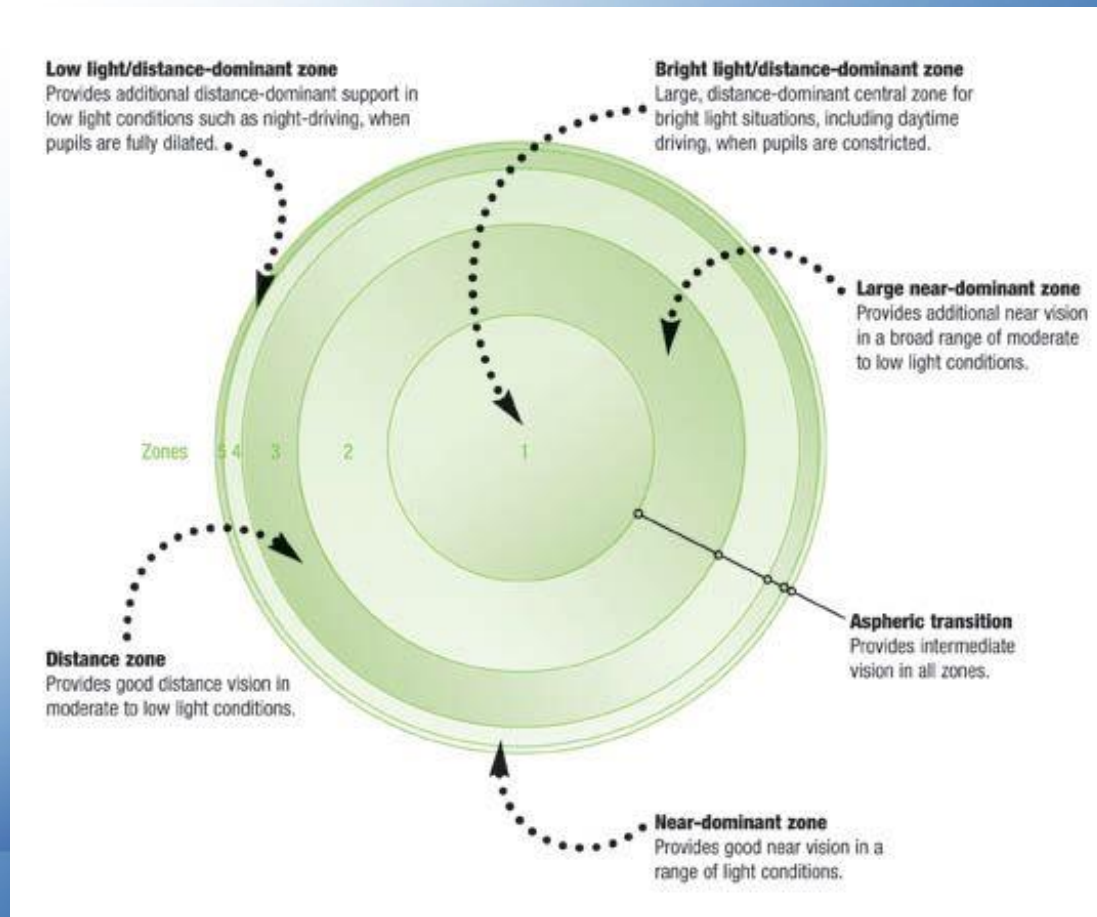 Low light/distance-dominant zone
Provides additional distance-dominant support in
low light conditions such as night-driving, when
pupils are fully dilated.
Bright light/distance-dominant zone
Large, distance-dominant central zone for
bright light situations, including daytime
driving, when pupils are constricted.
Large near-dominant zone
Provides additional near vision
in a broad range of moderate
to low light conditions.
Zones 5 4 3 2 1
Aspheric transition
Provides intermediate
vision in all zones.
Distance zone
Provides good distance vision in
moderate to low light conditions.
Near-dominant zone
Provides good near vision in a
range of light conditions.